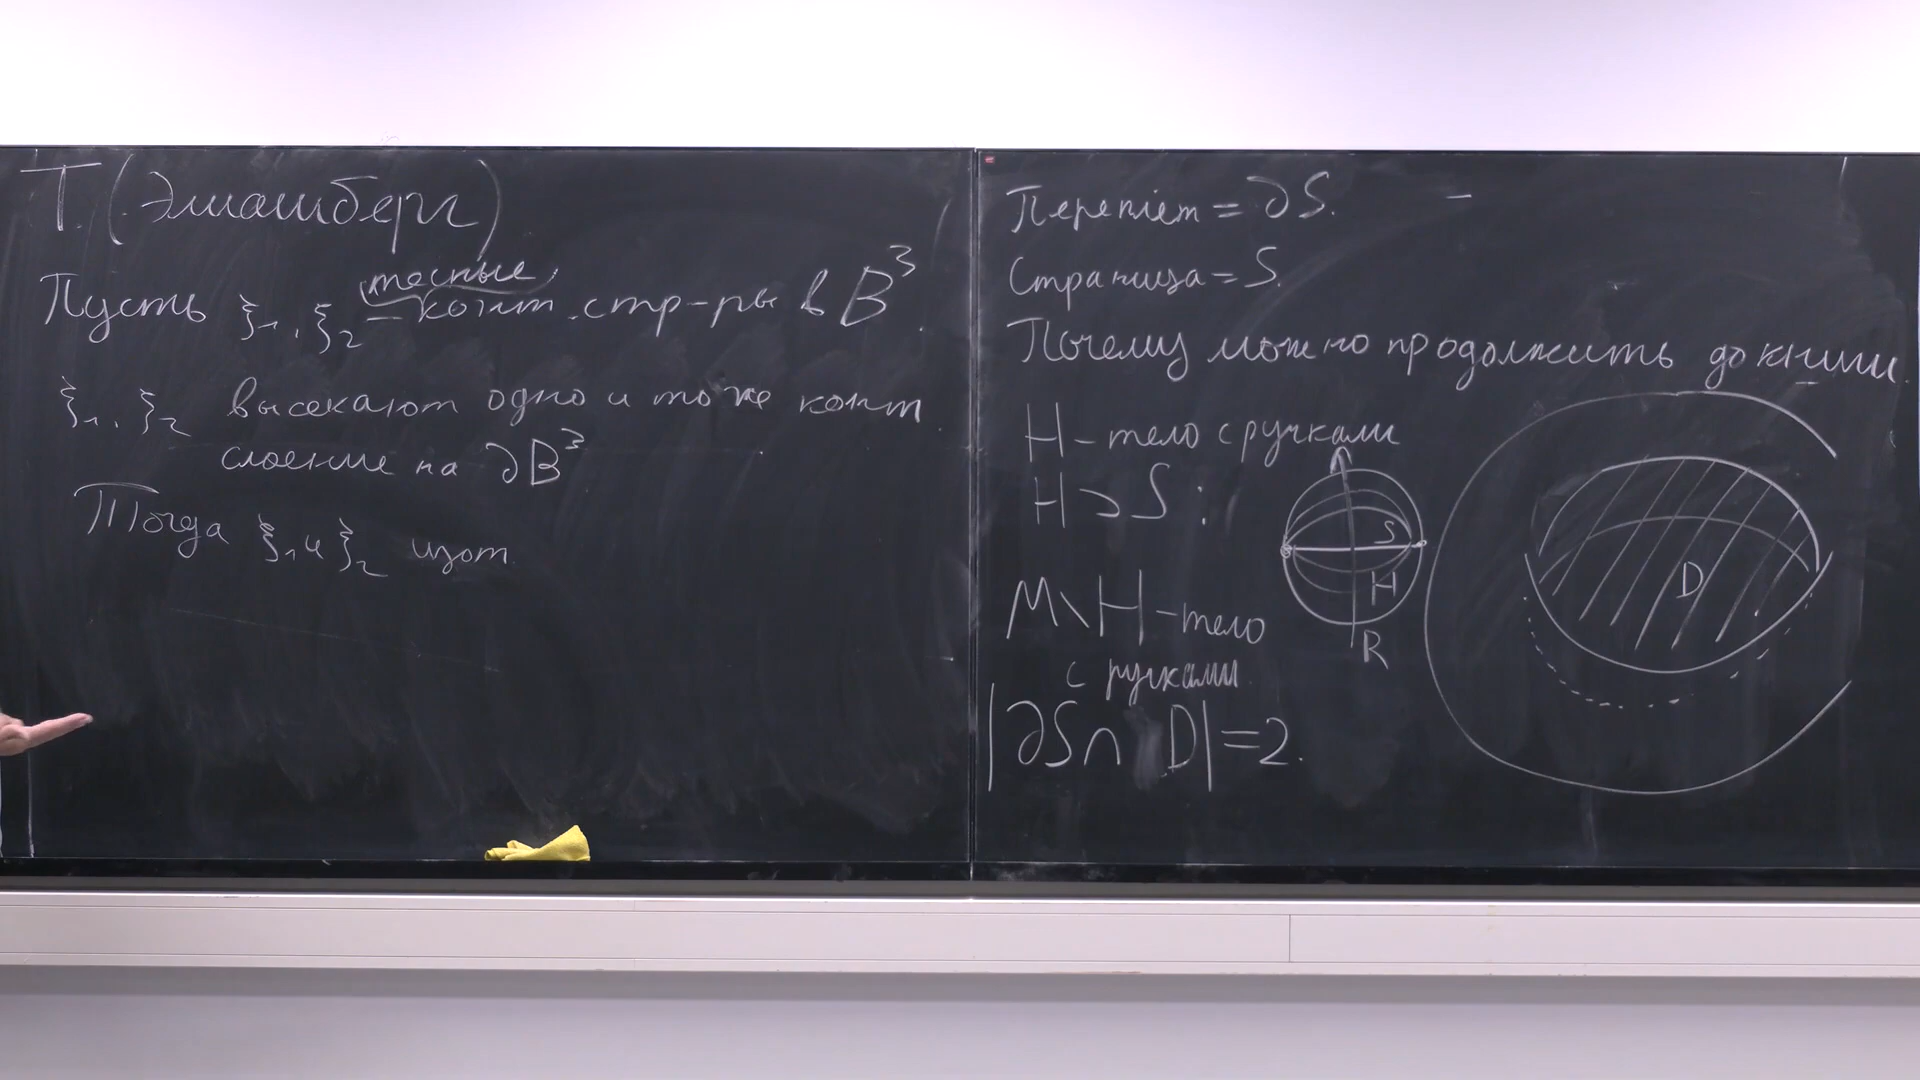 Т. (Элиашберг)
тесные
Пусть ξ₁, ξ₂ – конт. стр-ры в B³.
ξ₁, ξ₂ высекают одно и то же конт.
слоение на ∂B³
Тогда ξ₁ и ξ₂ изот.
Переплёт = ∂S.
Страница = S.
Почему можно продолжить до книги.
H – тело с ручками
H ⊃ S :
S
H
R
D
M \ H – тело
с ручками.
|∂S ∩ D| = 2.